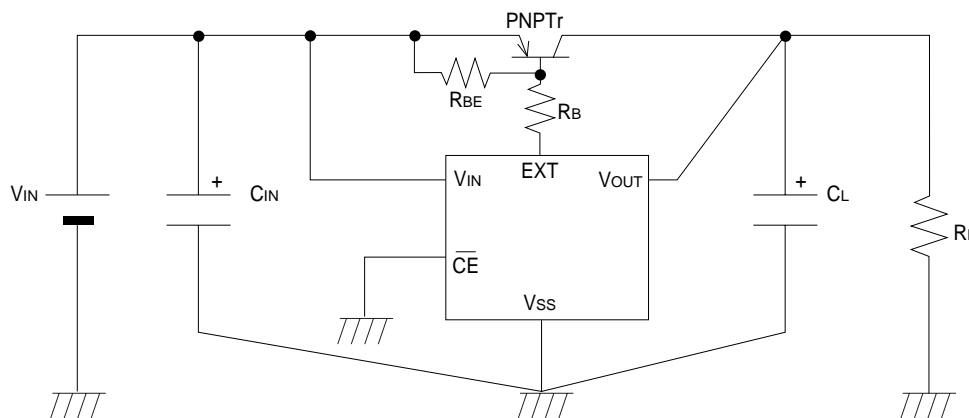 PNPTr
RBE
RB
EXT
VIN
VOUT
VIN
+
CIN
+
CL
CE
VSS